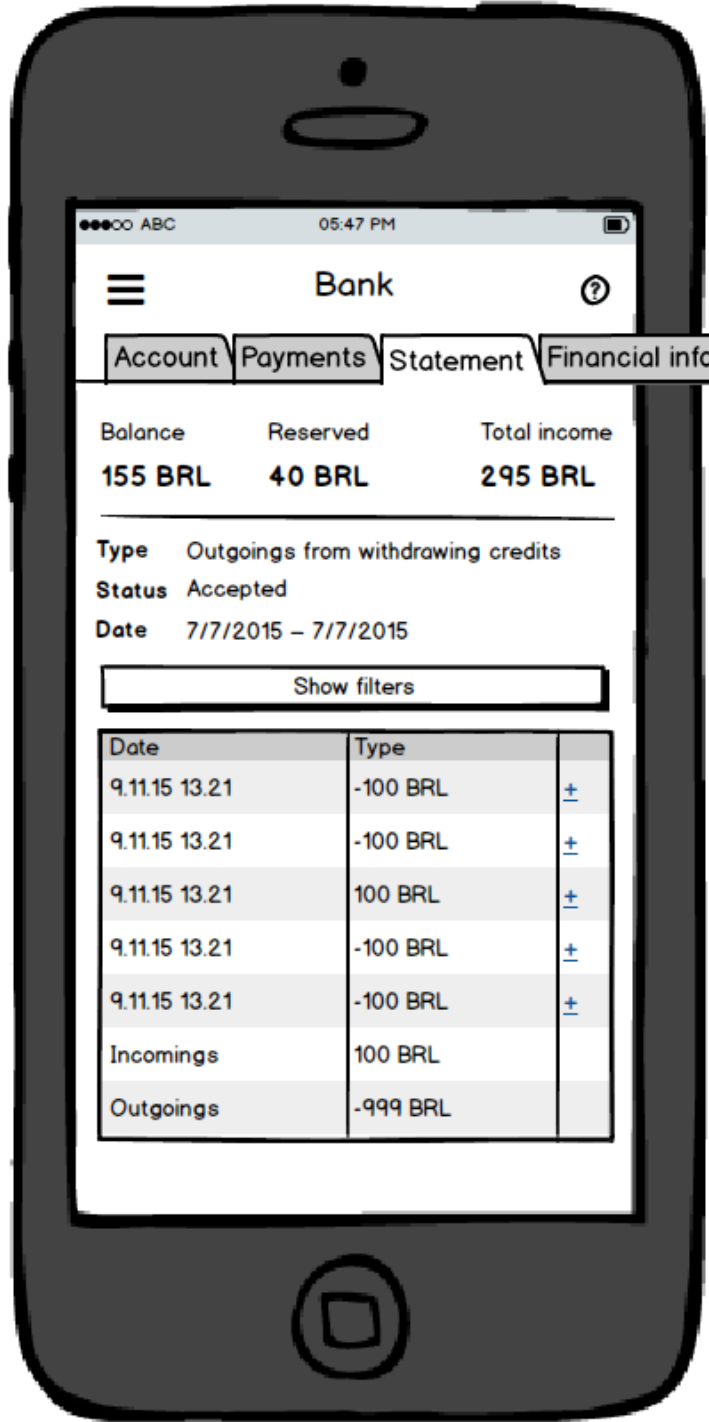 ABC 05:47 PM
Bank ?
Account Payments Statement Financial info
Balance Reserved Total income
155 BRL 40 BRL 295 BRL
Type Outgoings from withdrawing credits
Status Accepted
Date 7/7/2015 – 7/7/2015
Show filters
Date Type
9.11.15 13.21 -100 BRL +
9.11.15 13.21 -100 BRL +
9.11.15 13.21 100 BRL +
9.11.15 13.21 -100 BRL +
9.11.15 13.21 -100 BRL +
Incomings 100 BRL
Outgoings -999 BRL